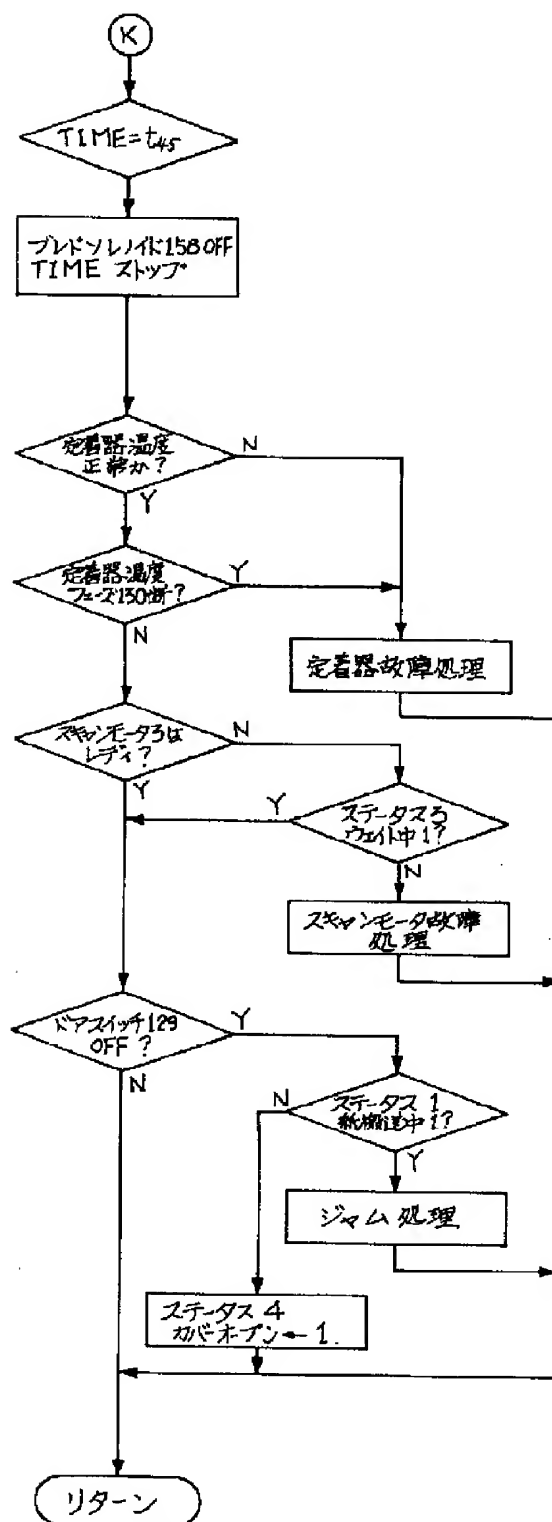 K
TIME=t45
ブレードソレノイド158OFF
TIME ストップ
定着器温度
正常か?
N
Y
定着器温度
フューズ130断?
Y
N
定着器故障処理
スキャンモータ3は
レディ?
N
Y
ステータス3
ウェイト中1?
Y
N
スキャンモータ故障
処理
ドアスイッチ129
OFF?
Y
N
ステータス1
紙搬送中1?
N
Y
ジャム処理
ステータス4
カバーオープン←1.
リターン